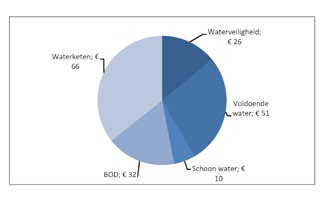 Waterveiligheid;
€ 26
Waterketen; €
66
Voldoende
water; € 51
Schoon water; €
10
BOD; € 32